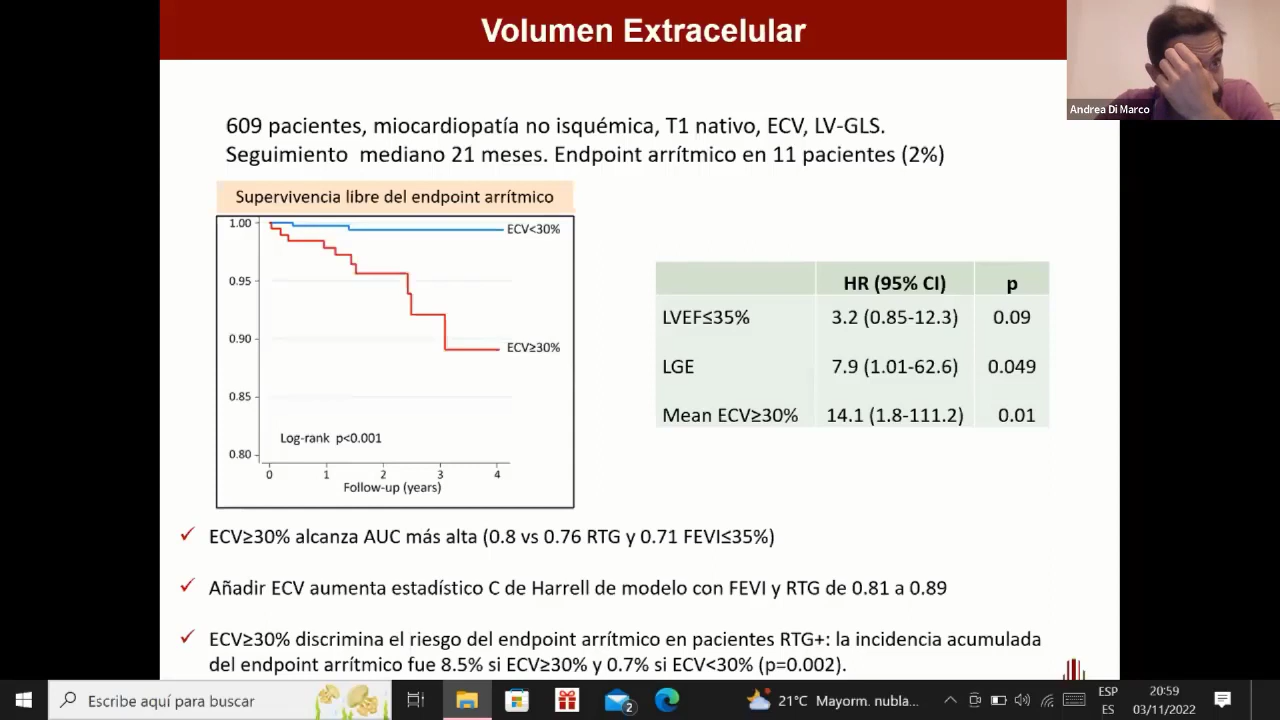 Volumen Extracelular
Andrea Di Marco
609 pacientes, miocardiopatía no isquémica, T1 nativo, ECV, LV-GLS.
Seguimiento mediano 21 meses. Endpoint arrítmico en 11 pacientes (2%)
Supervivencia libre del endpoint arrítmico
1.00
0.95
0.90
0.85
0.80
ECV<30%
ECV≥30%
Log-rank p<0.001
0 1 2 3 4
Follow-up (years)
HR (95% CI) p
LVEF≤35% 3.2 (0.85-12.3) 0.09
LGE 7.9 (1.01-62.6) 0.049
Mean ECV≥30% 14.1 (1.8-111.2) 0.01
✓ ECV≥30% alcanza AUC más alta (0.8 vs 0.76 RTG y 0.71 FEVI≤35%)
✓ Añadir ECV aumenta estadístico C de Harrell de modelo con FEVI y RTG de 0.81 a 0.89
✓ ECV≥30% discrimina el riesgo del endpoint arrítmico en pacientes RTG+: la incidencia acumulada
del endpoint arrítmico fue 8.5% si ECV≥30% y 0.7% si ECV<30% (p=0.002).
Escribe aquí para buscar
2
21°C Mayorm. nubla...
ESP
ES
20:59
03/11/2022